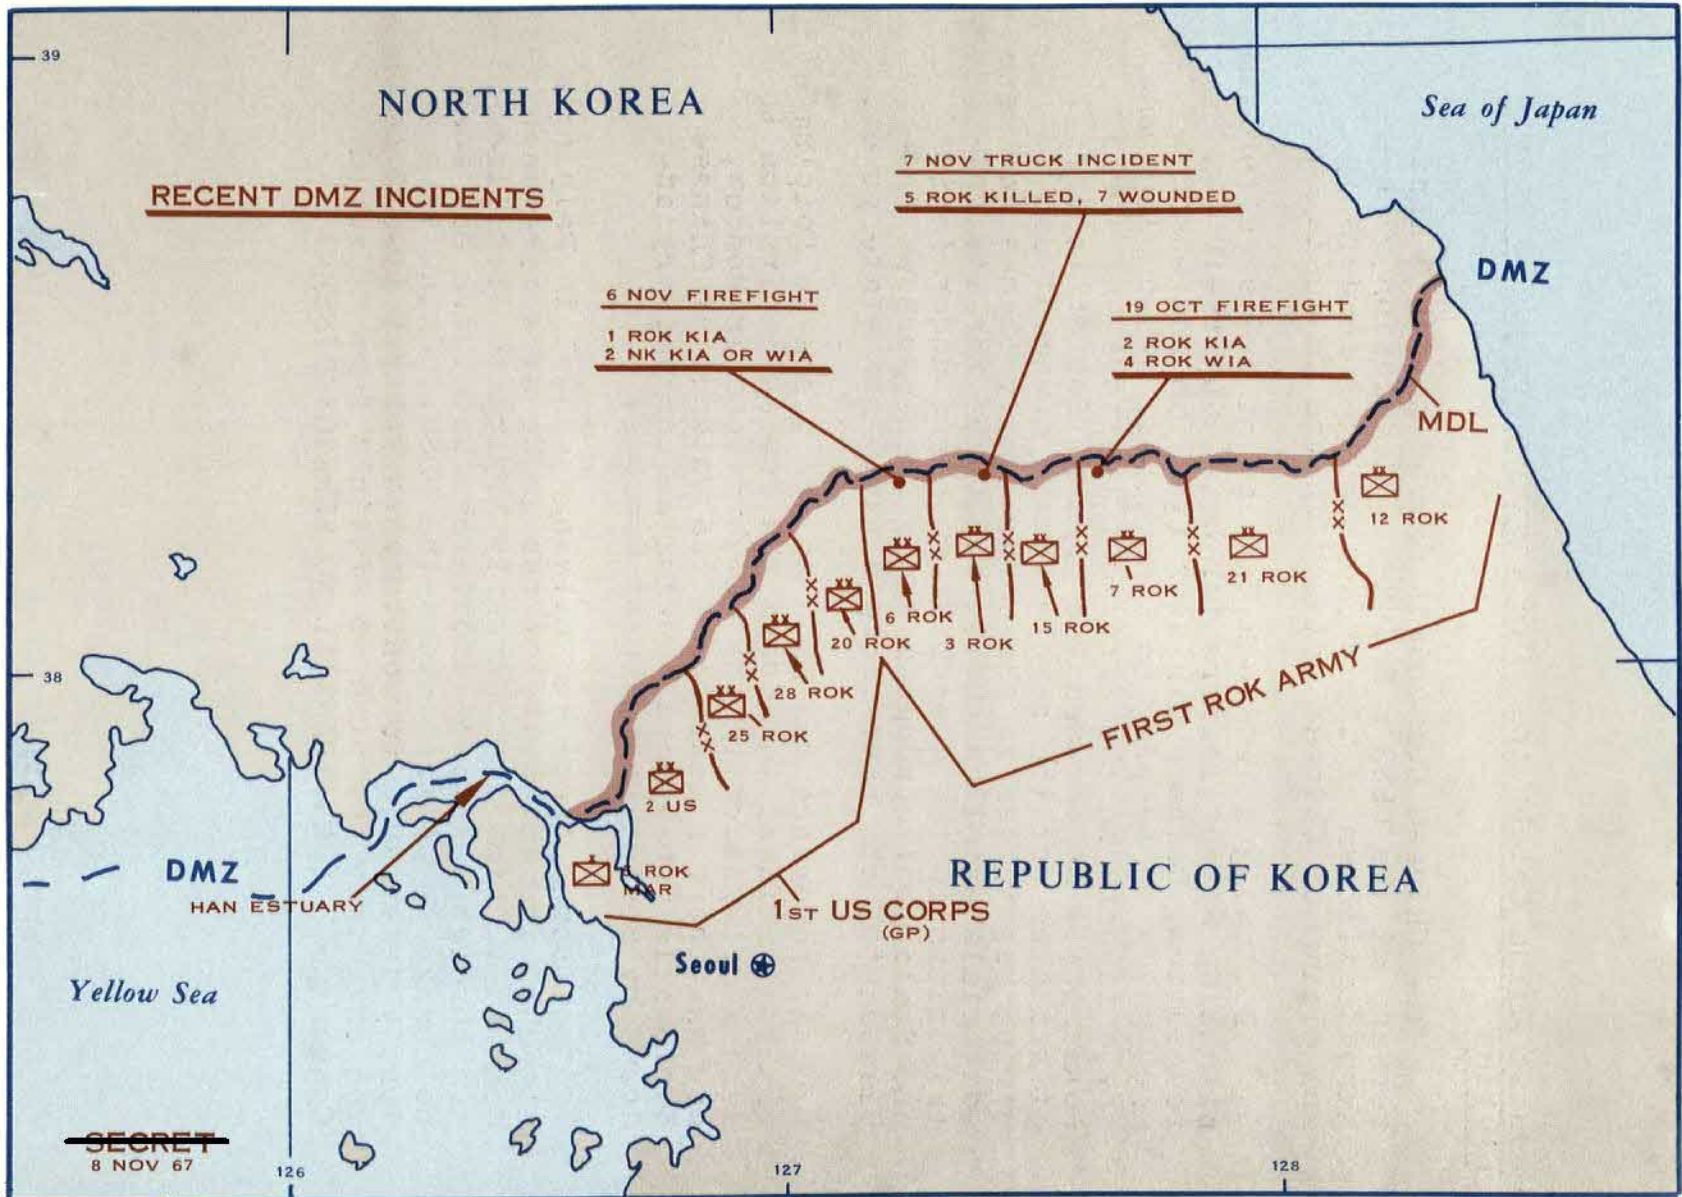 39
NORTH KOREA
Sea of Japan
RECENT DMZ INCIDENTS
7 NOV TRUCK INCIDENT
5 ROK KILLED, 7 WOUNDED
DMZ
6 NOV FIREFIGHT
1 ROK KIA
2 NK KIA OR WIA
19 OCT FIREFIGHT
2 ROK KIA
4 ROK WIA
MDL
12 ROK
21 ROK
7 ROK
15 ROK
3 ROK
6 ROK
20 ROK
28 ROK
25 ROK
2 US
38
FIRST ROK ARMY
ROK
MAR
DMZ
HAN ESTUARY
REPUBLIC OF KOREA
1ST US CORPS
(GP)
Seoul
Yellow Sea
SECRET
8 NOV 67
126
127
128